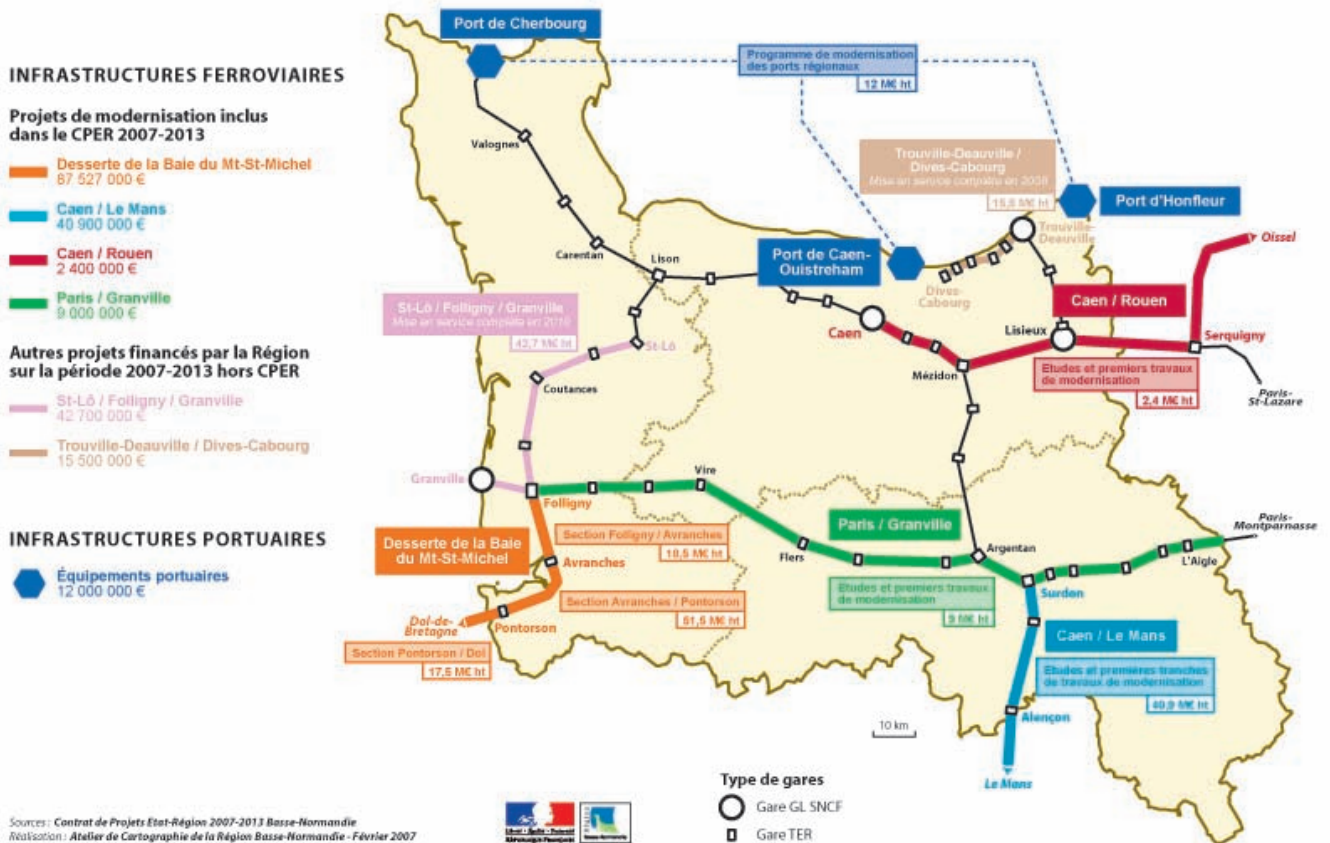 INFRASTRUCTURES FERROVIAIRES
Projets de modernisation inclus
dans le CPER 2007-2013
Desserte de la Baie du Mt-St-Michel
87 527 000 €
Caen / Le Mans
40 900 000 €
Caen / Rouen
2 400 000 €
Paris / Granville
9 000 000 €
Autres projets financés par la Région
sur la période 2007-2013 hors CPER
St-Lô / Folligny / Granville
42 700 000 €
Trouville-Deauville / Dives-Cabourg
15 500 000 €
INFRASTRUCTURES PORTUAIRES
Équipements portuaires
12 000 000 €
Port de Cherbourg
Programme de modernisation
des ports régionaux
12 M€ ht
Valognes
Trouville-Deauville /
Dives-Cabourg
Mise en service complète en
M€ ht
Port d'Honfleur
Trouville-
Deauville
Oissel
Carentan
Lison
Port de Caen-
Ouistreham
Dives-
Cabourg
St-Lô / Folligny / Granville
Mise en service complète en
42,7 M€ ht
St-Lô
Caen
Caen / Rouen
Lisieux
Serquigny
Coutances
Mézidon
Etudes et premiers travaux
de modernisation
2,4 M€ ht
Paris-
St-Lazare
Granville
Vire
Folligny
Desserte de la Baie
du Mt-St-Michel
Section Folligny / Avranches
18,5 M€ ht
Avranches
Paris / Granville
Flers
Argentan
Paris-
Montparnasse
L'Aigle
Section Avranches / Pontorson
51,5 M€ ht
Etudes et premiers travaux
de modernisation
9 M€ ht
Surdon
Dol-de-
Bretagne
Pontorson
Section Pontorson / Dol
17,5 M€ ht
Caen / Le Mans
Etudes et premières tranches
de travaux de modernisation
40,9 M€ ht
Alençon
10 km
Le Mans
Type de gares
Gare GL SNCF
Gare TER
Sources : Contrat de Projets Etat-Région 2007-2013 Basse-Normandie
Réalisation : Atelier de Cartographie de la Région Basse-Normandie - Février 2007
Liberté • Égalité • Fraternité
RÉPUBLIQUE FRANÇAISE
Basse-Normandie